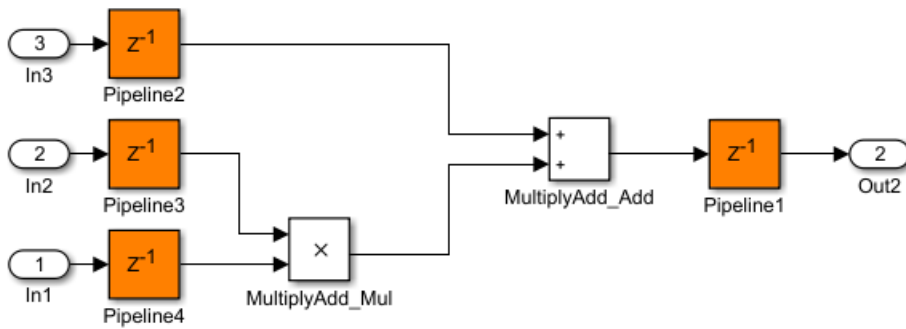 3
In3
Z-1
Pipeline2
2
In2
Z-1
Pipeline3
1
In1
Z-1
Pipeline4
×
MultiplyAdd_Mul
+
+
MultiplyAdd_Add
Z-1
Pipeline1
2
Out2